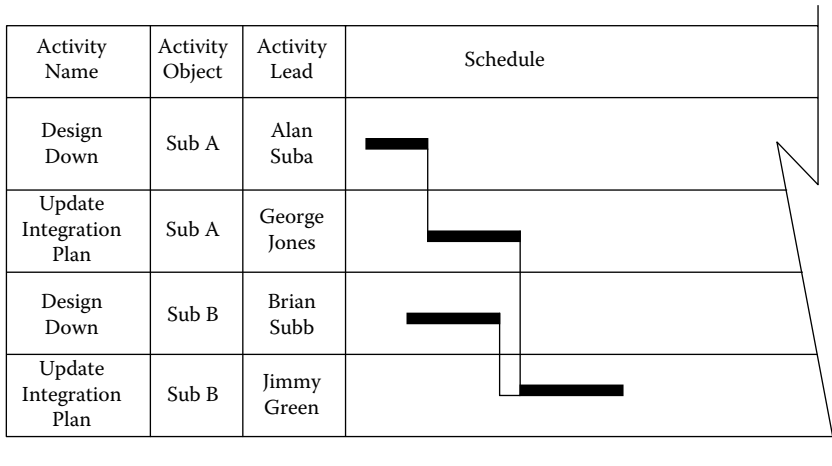 Activity Name
Activity Object
Activity Lead
Schedule
Design Down
Sub A
Alan Suba
Update Integration Plan
Sub A
George Jones
Design Down
Sub B
Brian Subb
Update Integration Plan
Sub B
Jimmy Green